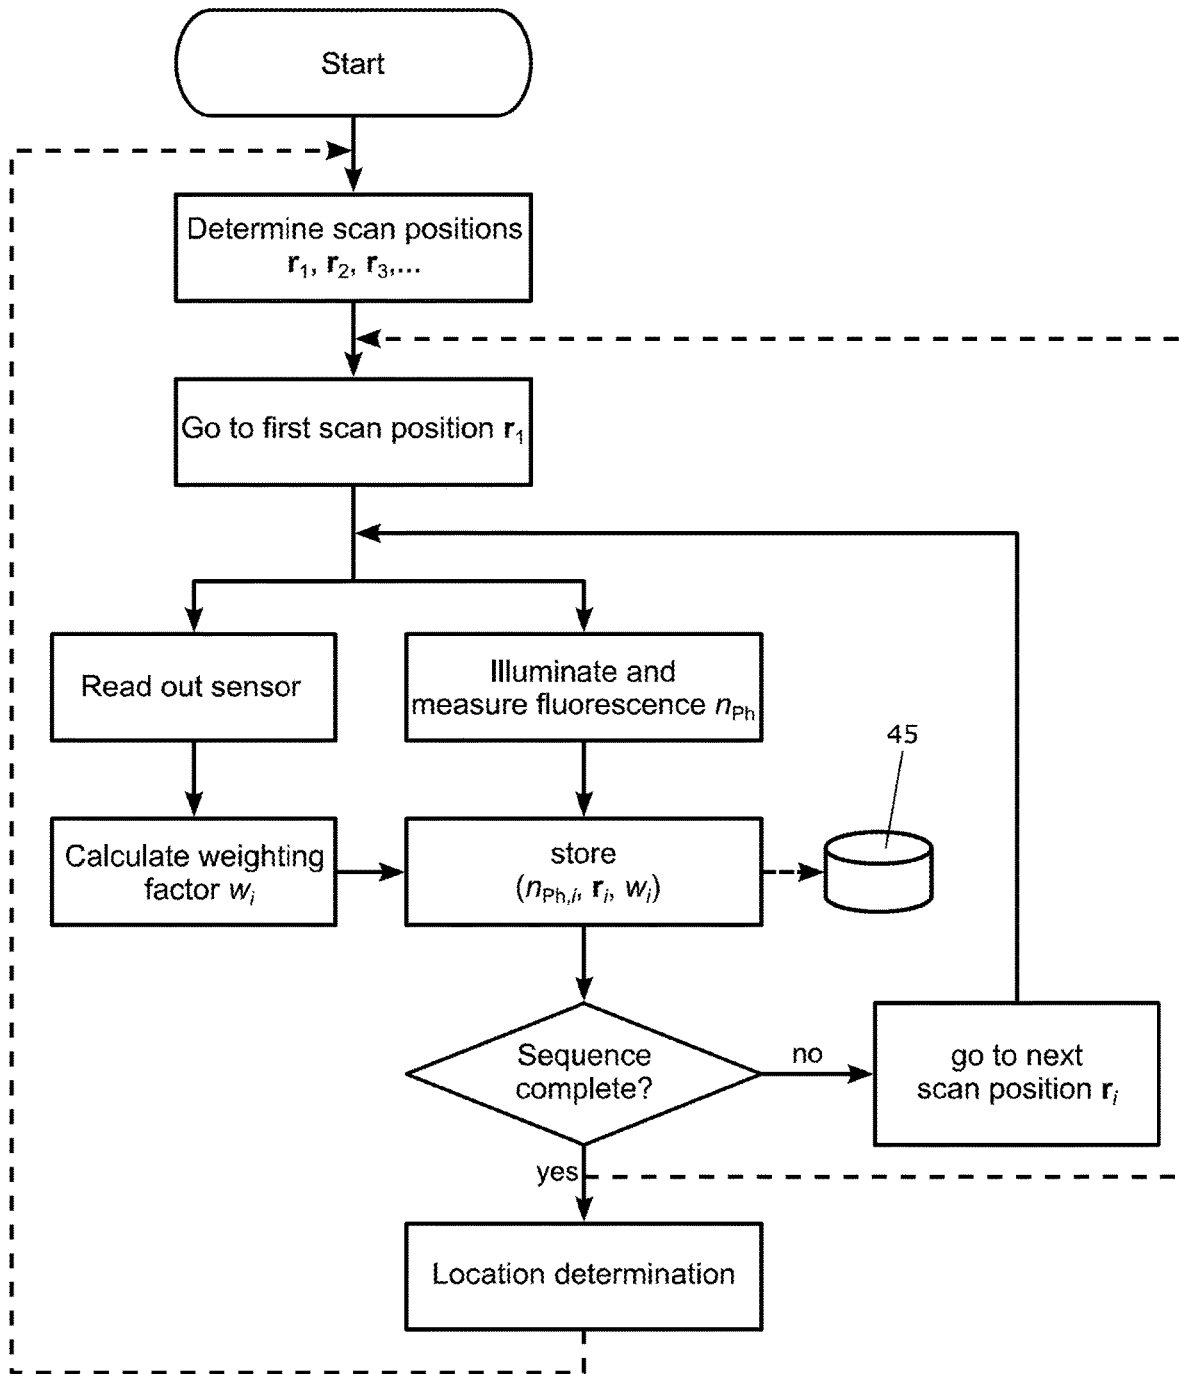 Start
Determine scan positions
r₁, r₂, r₃,...
Go to first scan position r₁
Read out sensor
Illuminate and
measure fluorescence nPh
45
Calculate weighting
factor wᵢ
store
(nPh,i, rᵢ, wᵢ)
Sequence
complete?
no
go to next
scan position rᵢ
yes
Location determination